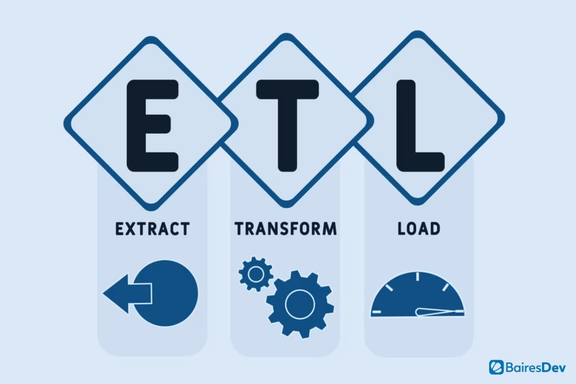 E T L
EXTRACT TRANSFORM LOAD
BairesDev